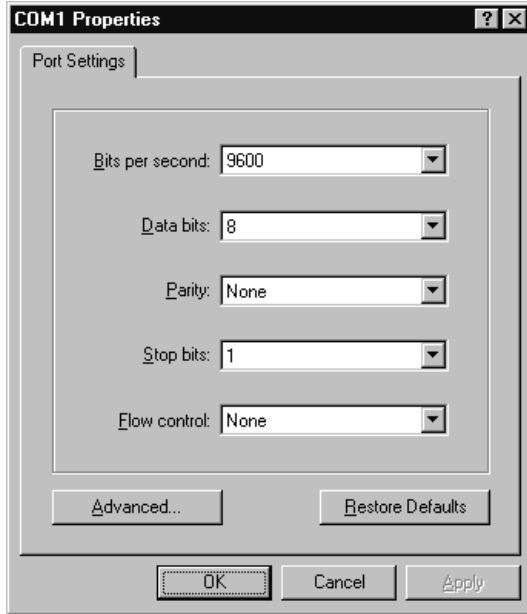 COM1 Properties
Port Settings
Bits per second: 9600
Data bits: 8
Parity: None
Stop bits: 1
Flow control: None
Advanced... Restore Defaults
OK Cancel Apply